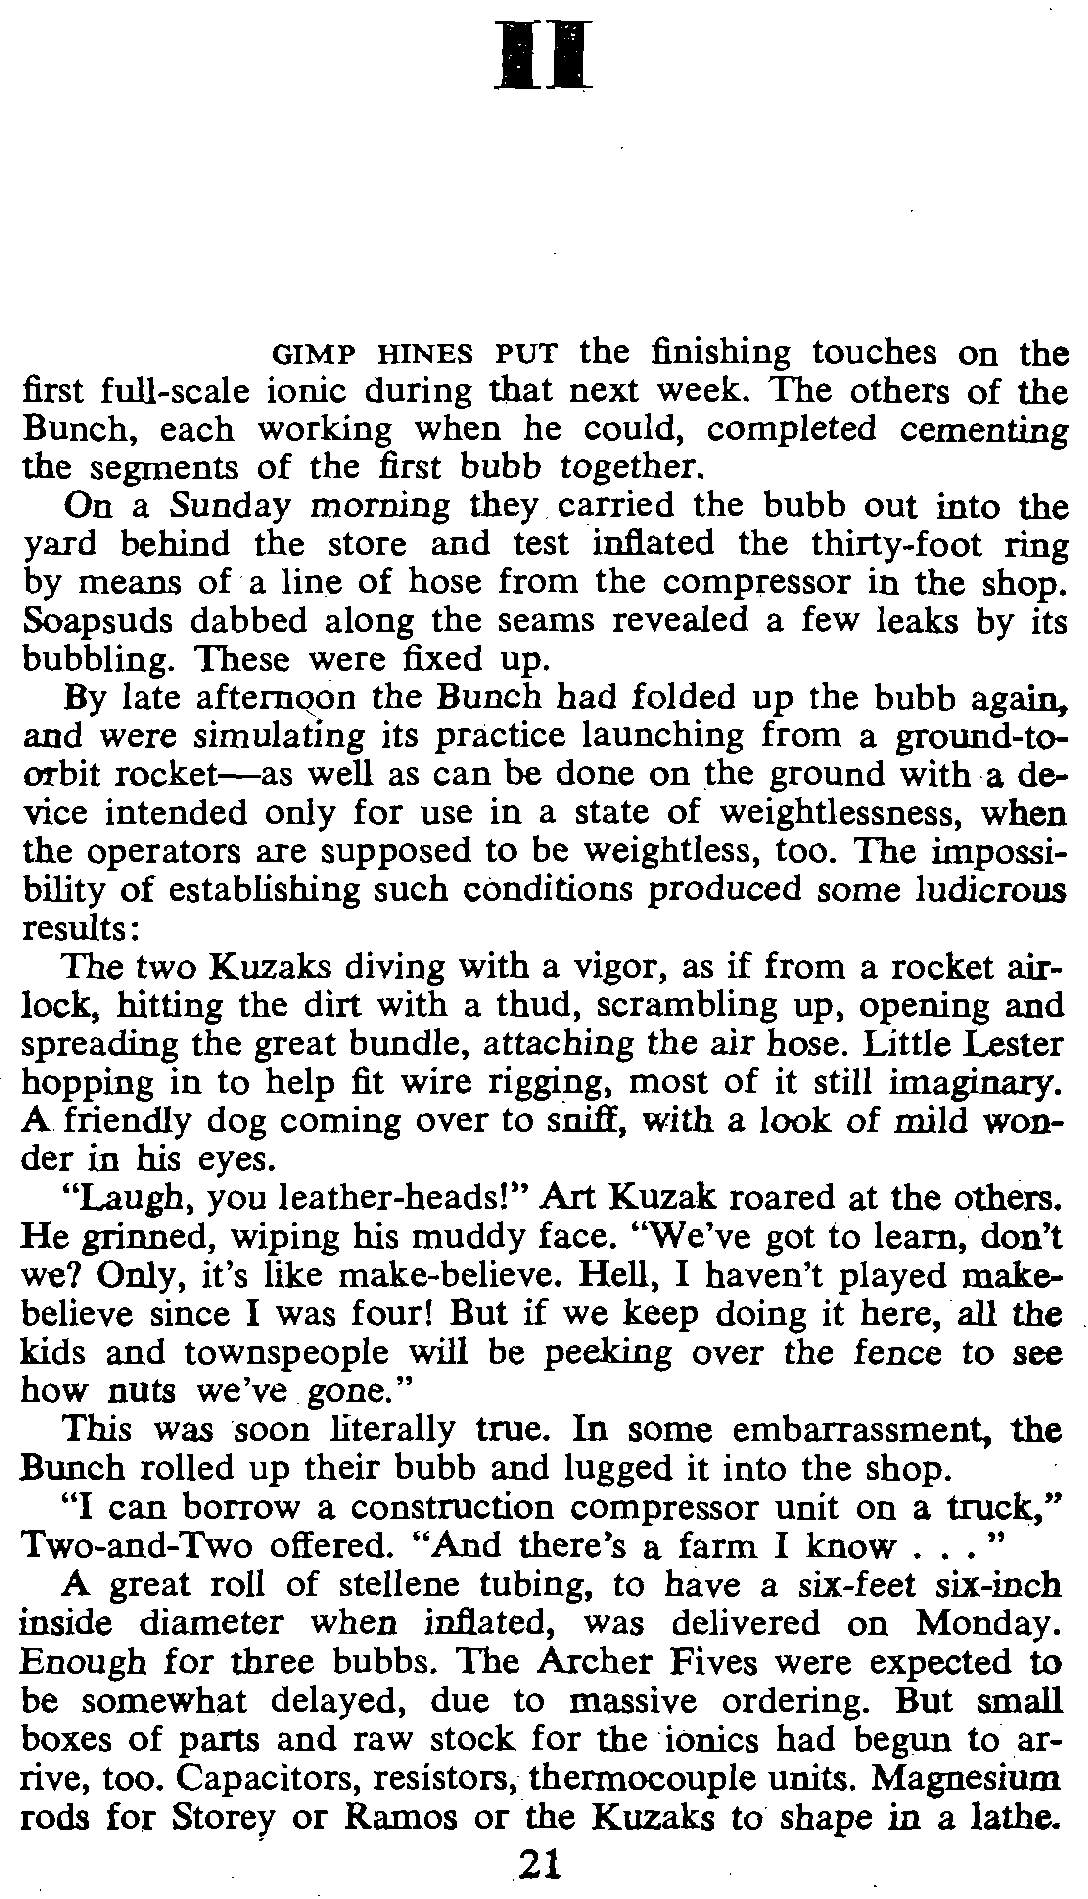 II
GIMP HINES PUT the finishing touches on the
first full-scale ionic during that next week. The others of the
Bunch, each working when he could, completed cementing
the segments of the first bubb together.
On a Sunday morning they carried the bubb out into the
yard behind the store and test inflated the thirty-foot ring
by means of a line of hose from the compressor in the shop.
Soapsuds dabbed along the seams revealed a few leaks by its
bubbling. These were fixed up.
By late afternoon the Bunch had folded up the bubb again,
and were simulating its practice launching from a ground-to-
orbit rocket—as well as can be done on the ground with a de-
vice intended only for use in a state of weightlessness, when
the operators are supposed to be weightless, too. The impossi-
bility of establishing such conditions produced some ludicrous
results:
The two Kuzaks diving with a vigor, as if from a rocket air-
lock, hitting the dirt with a thud, scrambling up, opening and
spreading the great bundle, attaching the air hose. Little Lester
hopping in to help fit wire rigging, most of it still imaginary.
A friendly dog coming over to sniff, with a look of mild won-
der in his eyes.
“Laugh, you leather-heads!” Art Kuzak roared at the others.
He grinned, wiping his muddy face. “We’ve got to learn, don’t
we? Only, it’s like make-believe. Hell, I haven’t played make-
believe since I was four! But if we keep doing it here, all the
kids and townspeople will be peeking over the fence to see
how nuts we’ve gone.”
This was soon literally true. In some embarrassment, the
Bunch rolled up their bubb and lugged it into the shop.
“I can borrow a construction compressor unit on a truck,”
Two-and-Two offered. “And there’s a farm I know . . . ”
A great roll of stellene tubing, to have a six-feet six-inch
inside diameter when inflated, was delivered on Monday.
Enough for three bubbs. The Archer Fives were expected to
be somewhat delayed, due to massive ordering. But small
boxes of parts and raw stock for the ionics had begun to ar-
rive, too. Capacitors, resistors, thermocouple units. Magnesium
rods for Storey or Ramos or the Kuzaks to shape in a lathe.
21